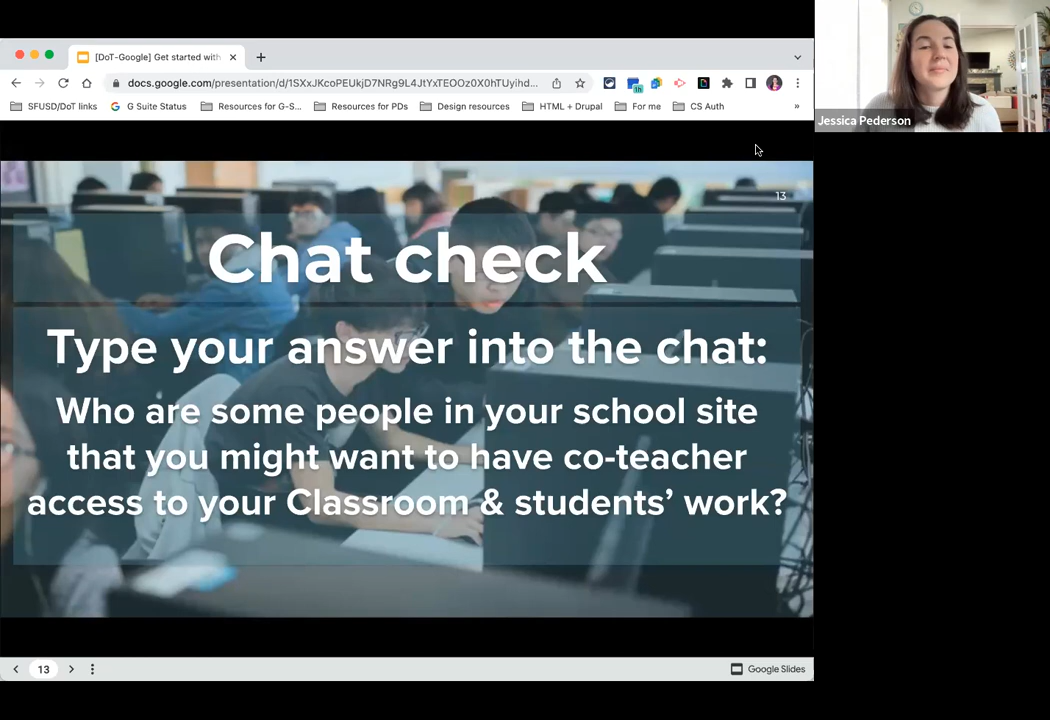 [DoT-Google] Get started with
docs.google.com/presentation/d/1SXxJKcoPEUkjD7NRg9L4JtYxTEOOz0X0hTUyihd...
1h
SFUSD/DoT links
G Suite Status
Resources for G-S...
Resources for PDs
Design resources
HTML + Drupal
For me
CS Auth
»
Jessica Pederson
13
Chat check
Type your answer into the chat:
Who are some people in your school site
that you might want to have co-teacher
access to your Classroom & students’ work?
13
Google Slides